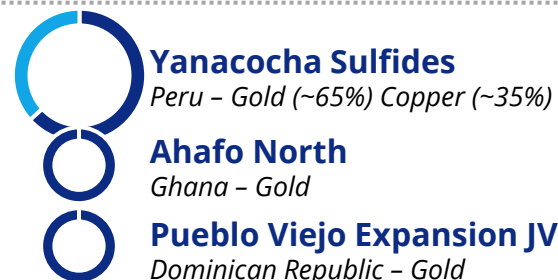 Yanacocha Sulfides
Peru – Gold (~65%) Copper (~35%)
Ahafo North
Ghana – Gold
Pueblo Viejo Expansion JV
Dominican Republic – Gold